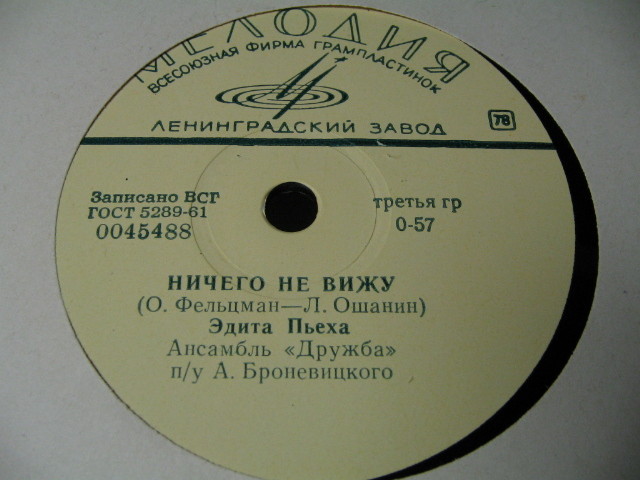 МЕЛОДИЯ
ВСЕСОЮЗНАЯ ФИРМА ГРАМПЛАСТИНОК
ЛЕНИНГРАДСКИЙ ЗАВОД
78
Записано ВСГ
ГОСТ 5289-61
0045488
третья гр
0-57
НИЧЕГО НЕ ВИЖУ
(О. Фельцман—Л. Ошанин)
Эдита Пьеха
Ансамбль «Дружба»
п/у А. Броневицкого